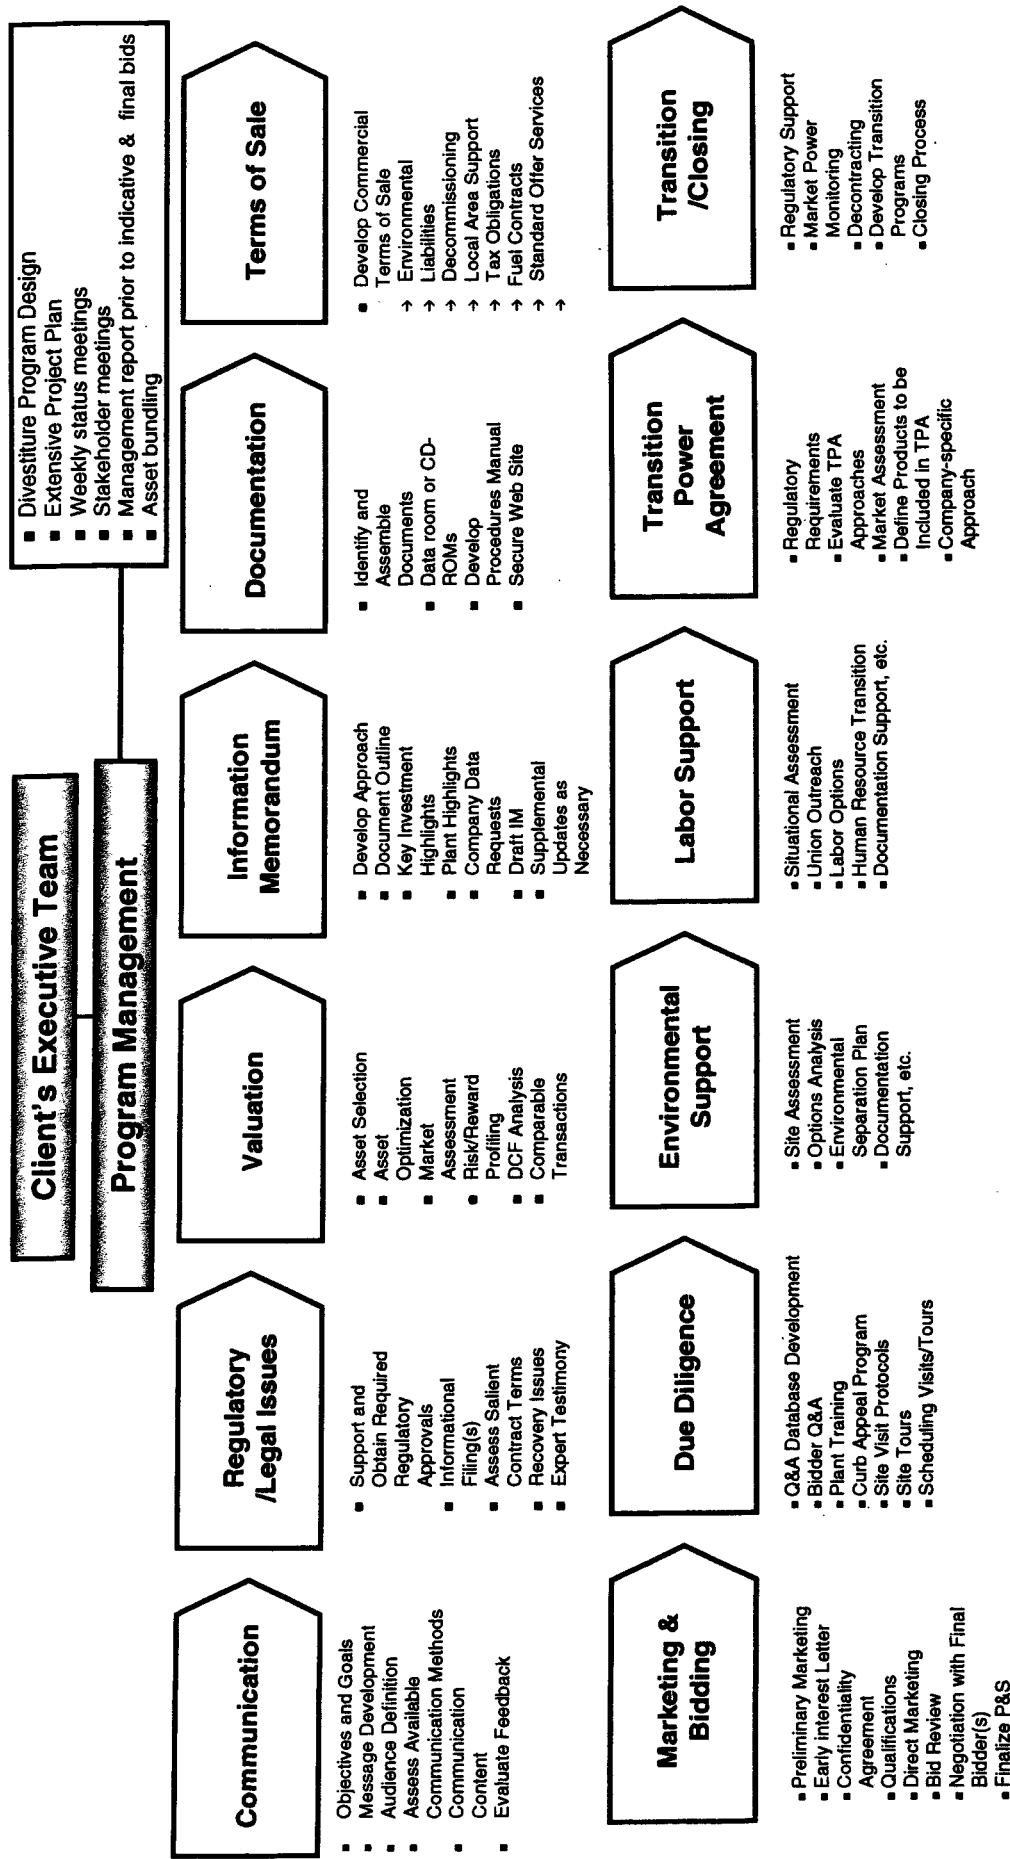 Client's Executive Team
Program Management
▪ Divestiture Program Design
▪ Extensive Project Plan
▪ Weekly status meetings
▪ Stakeholder meetings
▪ Management report prior to indicative & final bids
▪ Asset bundling
Communication
▪ Objectives and Goals
▪ Message Development
▪ Audience Definition
▪ Assess Available
Communication Methods
▪ Communication
Content
▪ Evaluate Feedback
Regulatory
/Legal Issues
▪ Support and
Obtain Required
Regulatory
Approvals
▪ Informational
Filing(s)
▪ Assess Salient
Contract Terms
▪ Recovery Issues
▪ Expert Testimony
Valuation
▪ Asset Selection
▪ Asset
Optimization
▪ Market
Assessment
▪ Risk/Reward
Profiling
▪ DCF Analysis
▪ Comparable
Transactions
Information
Memorandum
▪ Develop Approach
▪ Document Outline
▪ Key Investment
Highlights
▪ Plant Highlights
▪ Company Data
Requests
▪ Draft IM
▪ Supplemental
Updates as
Necessary
Documentation
▪ Identify and
Assemble
Documents
▪ Data room or CD-
ROMs
▪ Develop
Procedures Manual
▪ Secure Web Site
Terms of Sale
▪ Develop Commercial
Terms of Sale
→ Environmental
→ Liabilities
→ Decommissioning
→ Local Area Support
→ Tax Obligations
→ Fuel Contracts
→ Standard Offer Services
→
Marketing &
Bidding
▪ Preliminary Marketing
▪ Early interest Letter
▪ Confidentiality
Agreement
▪ Qualifications
▪ Direct Marketing
▪ Bid Review
▪ Negotiation with Final
Bidder(s)
▪ Finalize P&S
Due Diligence
▪ Q&A Database Development
▪ Bidder Q&A
▪ Plant Training
▪ Curb Appeal Program
▪ Site Visit Protocols
▪ Site Tours
▪ Scheduling Visits/Tours
Environmental
Support
▪ Site Assessment
▪ Options Analysis
▪ Environmental
Separation Plan
▪ Documentation
Support, etc.
Labor Support
▪ Situational Assessment
▪ Union Outreach
▪ Labor Options
▪ Human Resource Transition
▪ Documentation Support, etc.
Transition
Power
Agreement
▪ Regulatory
Requirements
▪ Evaluate TPA
Approaches
▪ Market Assessment
▪ Define Products to be
Included in TPA
▪ Company-specific
Approach
Transition
/Closing
▪ Regulatory Support
▪ Market Power
Monitoring
▪ Decontracting
▪ Develop Transition
Programs
▪ Closing Process